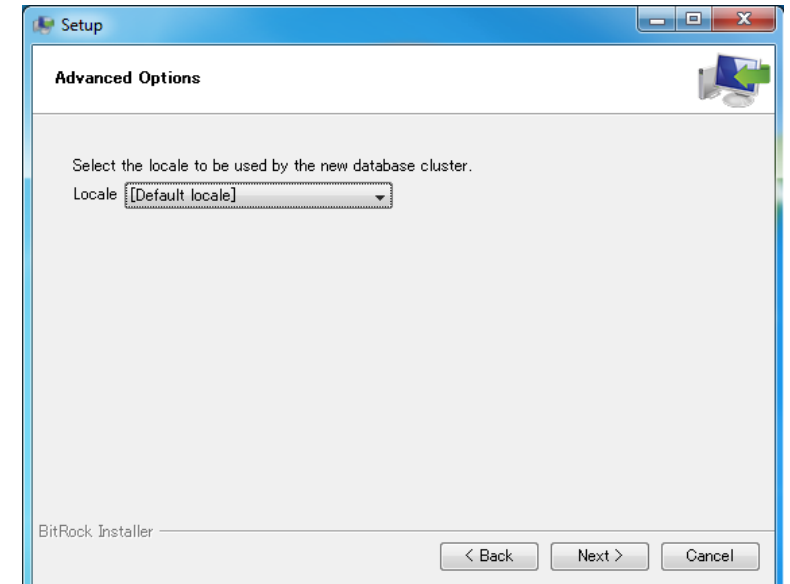 Setup
Advanced Options
Select the locale to be used by the new database cluster.
Locale [Default locale]
BitRock Installer
< Back Next > Cancel